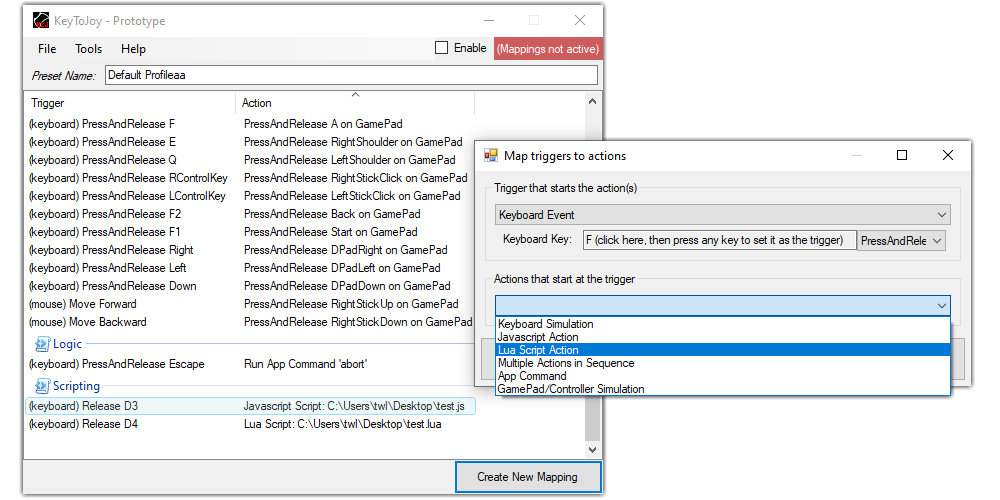 KeyToJoy - Prototype
File Tools Help Enable (Mappings not active)
Preset Name: Default Profileaa
Trigger Action
(keyboard) PressAndRelease F PressAndRelease A on GamePad
(keyboard) PressAndRelease E PressAndRelease RightShoulder on GamePad
(keyboard) PressAndRelease Q PressAndRelease LeftShoulder on GamePad
(keyboard) PressAndRelease RControlKey PressAndRelease RightStickClick on GamePad
(keyboard) PressAndRelease LControlKey PressAndRelease LeftStickClick on GamePad
(keyboard) PressAndRelease F2 PressAndRelease Back on GamePad
(keyboard) PressAndRelease F1 PressAndRelease Start on GamePad
(keyboard) PressAndRelease Right PressAndRelease DPadRight on GamePad
(keyboard) PressAndRelease Left PressAndRelease DPadLeft on GamePad
(keyboard) PressAndRelease Down PressAndRelease DPadDown on GamePad
(mouse) Move Forward PressAndRelease RightStickUp on GamePad
(mouse) Move Backward PressAndRelease RightStickDown on GamePad
Logic
(keyboard) PressAndRelease Escape Run App Command 'abort'
Scripting
(keyboard) Release D3 Javascript Script: C:\Users\twl\Desktop\test.js
(keyboard) Release D4 Lua Script: C:\Users\twl\Desktop\test.lua
Create New Mapping
Map triggers to actions
Trigger that starts the action(s)
Keyboard Event
Keyboard Key: F (click here, then press any key to set it as the trigger) PressAndRele
Actions that start at the trigger
Keyboard Simulation
Javascript Action
Lua Script Action
Multiple Actions in Sequence
App Command
GamePad/Controller Simulation